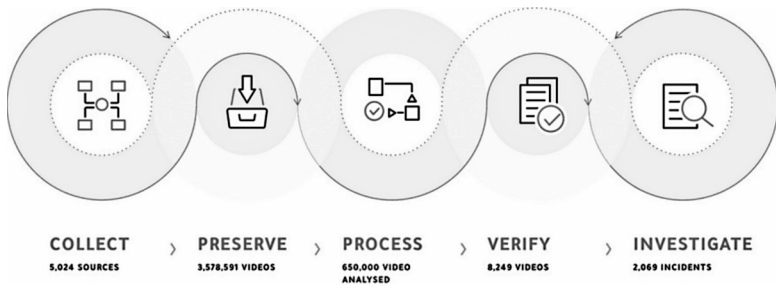 COLLECT > PRESERVE > PROCESS > VERIFY > INVESTIGATE
5,024 SOURCES 3,578,591 VIDEOS 650,000 VIDEO 8,249 VIDEOS 2,069 INCIDENTS
ANALYSED